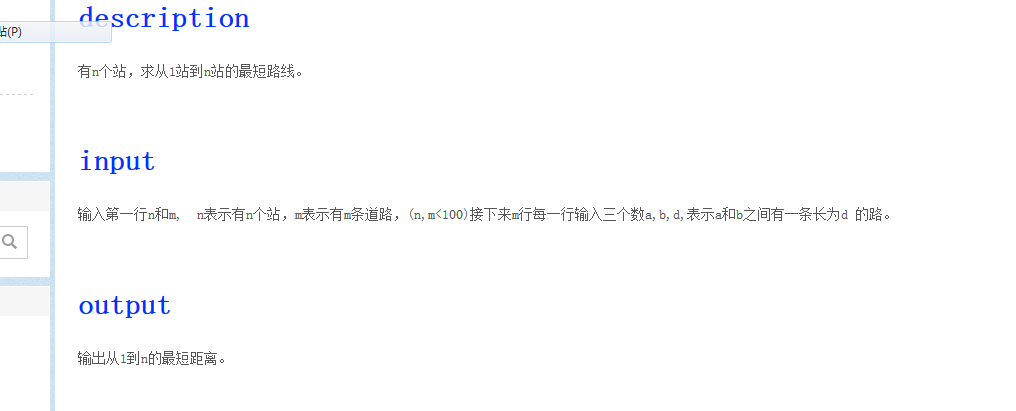 description
站(P)
有n个站，求从1站到n站的最短路线。
input
输入第一行n和m， n表示有n个站，m表示有m条道路，(n,m<100)接下来m行每一行输入三个数a,b,d,表示a和b之间有一条长为d 的路。
output
输出从1到n的最短距离。